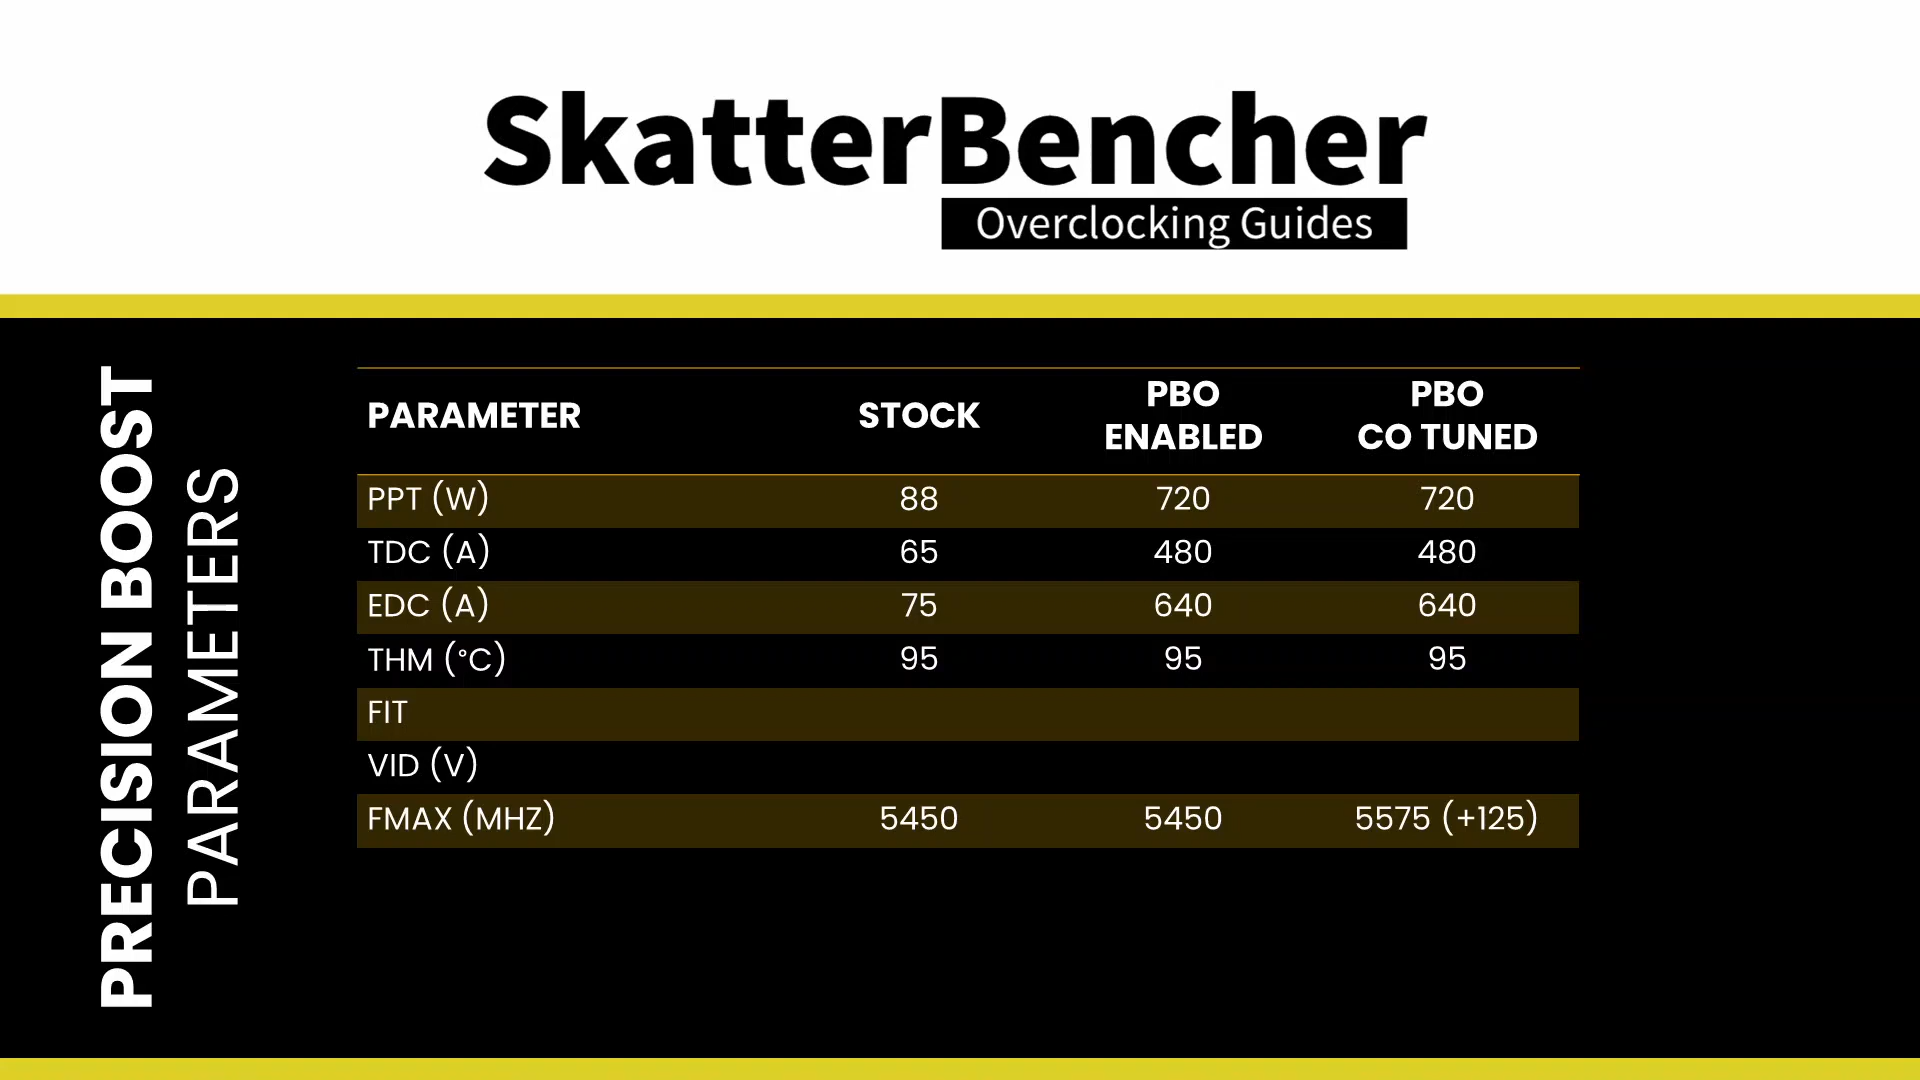 SkatterBencher
Overclocking Guides
PRECISION BOOST
PARAMETERS
PARAMETER STOCK PBO ENABLED PBO CO TUNED
PPT (W) 88 720 720
TDC (A) 65 480 480
EDC (A) 75 640 640
THM (°C) 95 95 95
FIT
VID (V)
FMAX (MHZ) 5450 5450 5575 (+125)